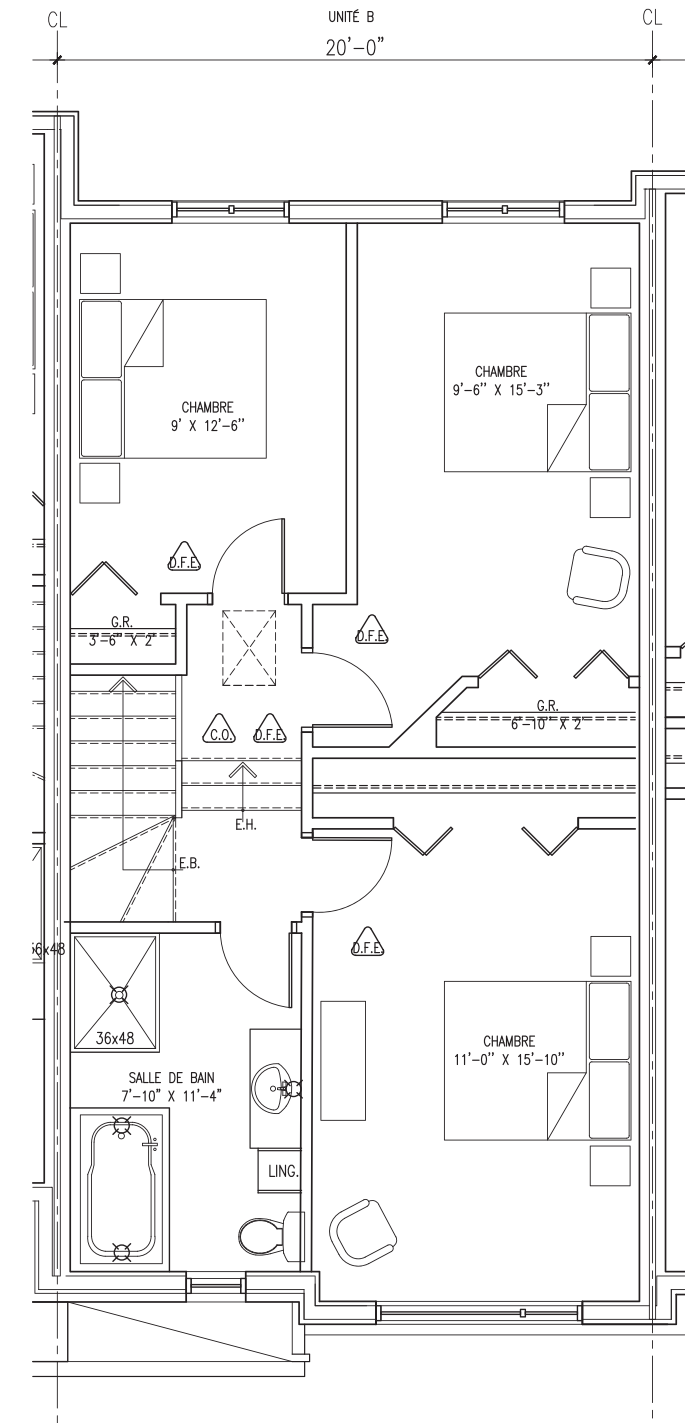 CL
UNITÉ B
CL
20'-0"
CHAMBRE
9'-6" X 15'-3"
CHAMBRE
9' X 12'-6"
D.F.E.
G.R.
3'-6" X 2'
D.F.E.
G.R.
6'-10" X 2'
C.O.
D.F.E.
E.H.
E.B.
D.F.E.
36x48
36x48
CHAMBRE
11'-0" X 15'-10"
SALLE DE BAIN
7'-10" X 11'-4"
LING.